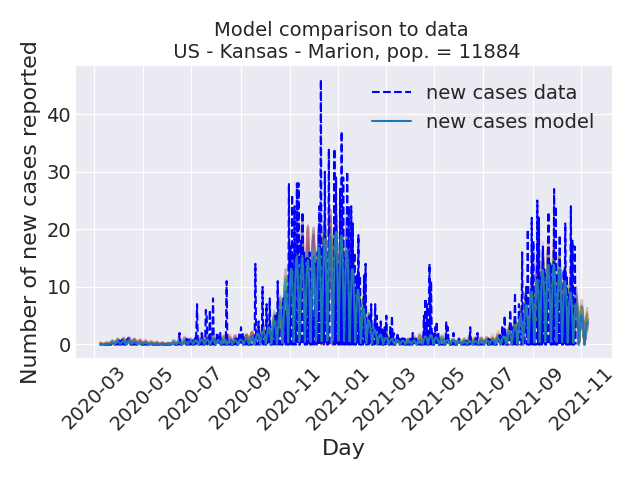 Model comparison to data
US - Kansas - Marion, pop. = 11884
Number of new cases reported
40
30
20
10
0
new cases data
new cases model
2020-03
2020-05
2020-07
2020-09
2020-11
2021-01
2021-03
2021-05
2021-07
2021-09
2021-11
Day